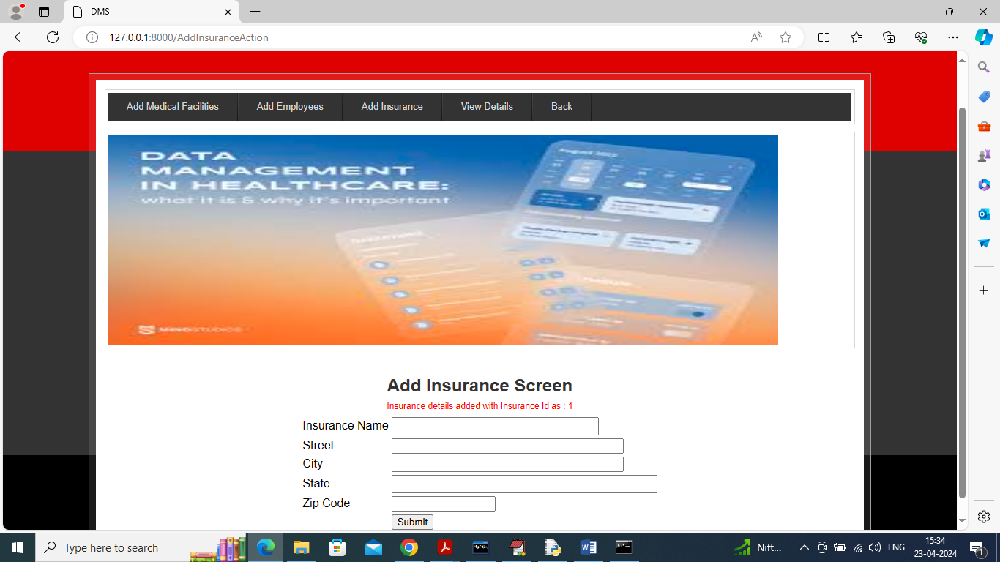 DMS
127.0.0.1:8000/AddInsuranceAction
Add Medical Facilities Add Employees Add Insurance View Details Back
DATA
MANAGEMENT
IN HEALTHCARE:
what it is & why it's important
MINDSTUDIOS
Add Insurance Screen
Insurance details added with Insurance Id as : 1
Insurance Name
Street
City
State
Zip Code
Submit
Type here to search
Nift...
ENG
15:34
23-04-2024
1